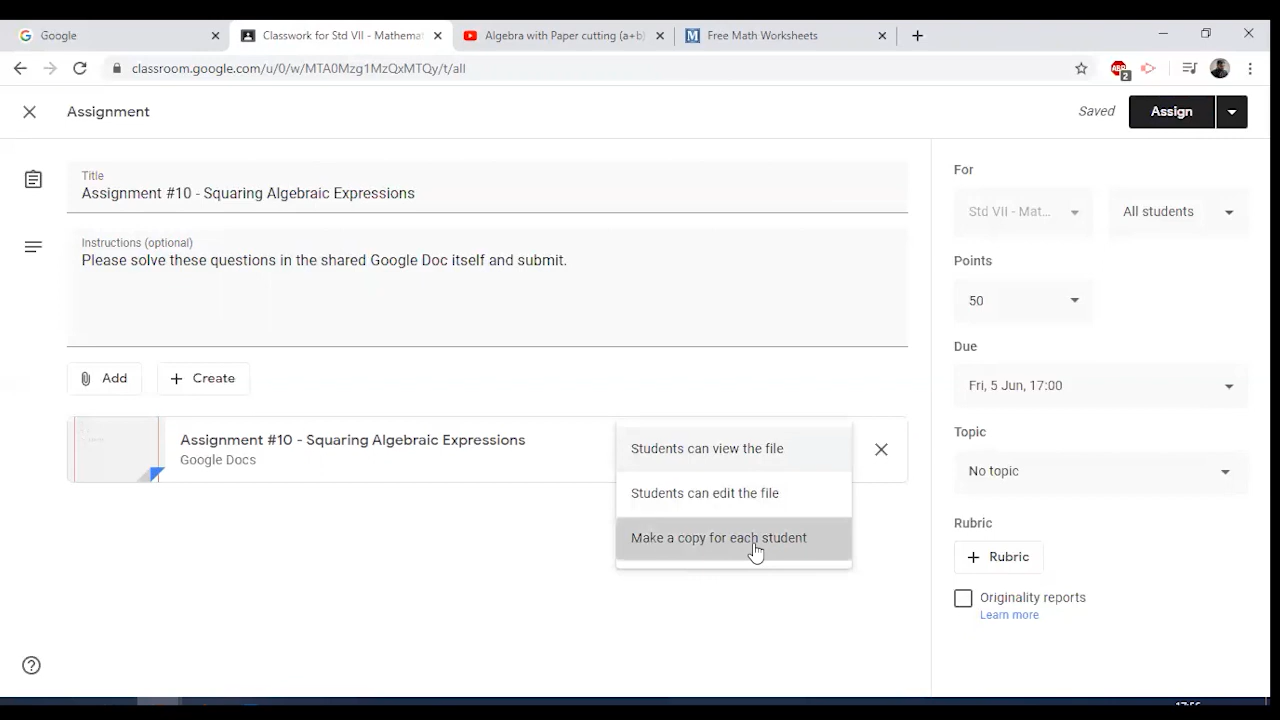 Google
Classwork for Std VII - Mathemat
Algebra with Paper cutting (a+b)
Free Math Worksheets
classroom.google.com/u/0/w/MTA0Mzg1MzQxMTQy/t/all
ABP
2
Assignment
Saved
Assign
Title
Assignment #10 - Squaring Algebraic Expressions
Instructions (optional)
Please solve these questions in the shared Google Doc itself and submit.
Add
Create
Assignment #10 - Squaring Algebraic Expressions
Google Docs
Students can view the file
Students can edit the file
Make a copy for each student
For
Std VII - Mat...
All students
Points
50
Due
Fri, 5 Jun, 17:00
Topic
No topic
Rubric
Rubric
Originality reports
Learn more